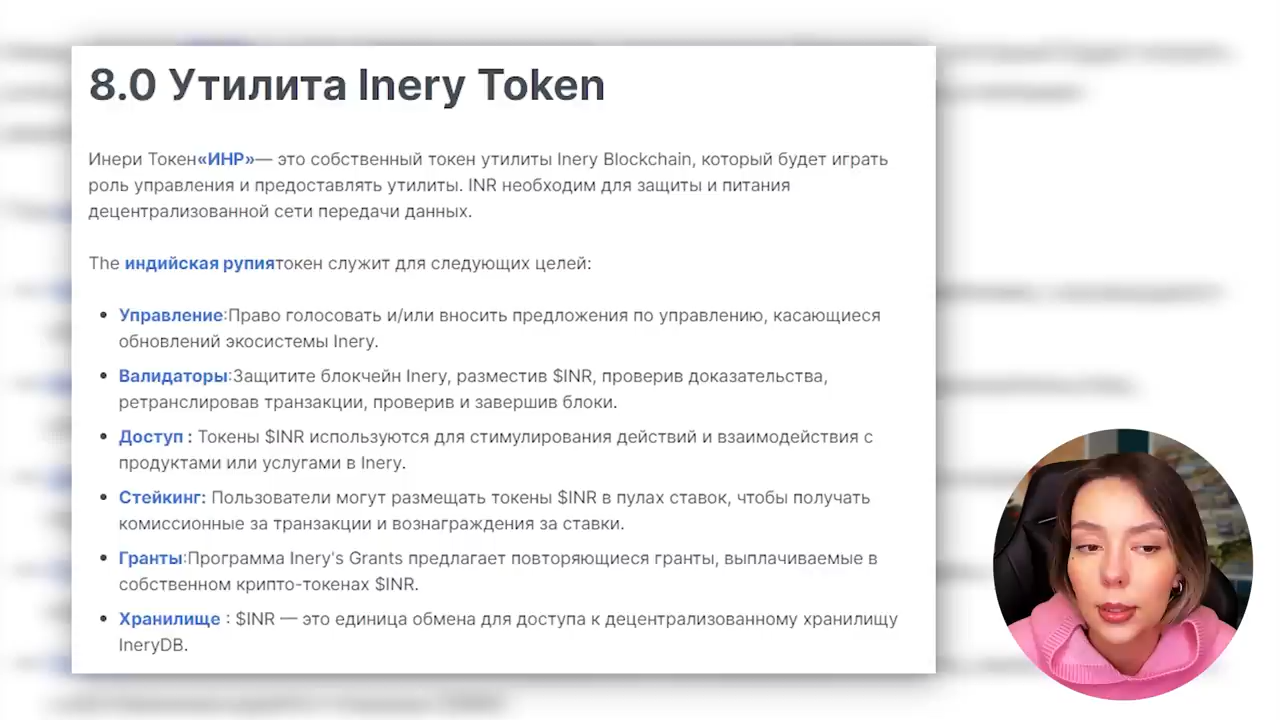 8.0 Утилита Inery Token
Инери Токен«ИНР»— это собственный токен утилиты Inery Blockchain, который будет играть
роль управления и предоставлять утилиты. INR необходим для защиты и питания
децентрализованной сети передачи данных.
The индийская рупиятокен служит для следующих целей:
• Управление:Право голосовать и/или вносить предложения по управлению, касающиеся
обновлений экосистемы Inery.
• Валидаторы:Защитите блокчейн Inery, разместив $INR, проверив доказательства,
ретранслировав транзакции, проверив и завершив блоки.
• Доступ : Токены $INR используются для стимулирования действий и взаимодействия с
продуктами или услугами в Inery.
• Стейкинг: Пользователи могут размещать токены $INR в пулах ставок, чтобы получать
комиссионные за транзакции и вознаграждения за ставки.
• Гранты:Программа Inery's Grants предлагает повторяющиеся гранты, выплачиваемые в
собственном крипто-токенах $INR.
• Хранилище : $INR — это единица обмена для доступа к децентрализованному хранилищу
IneryDB.